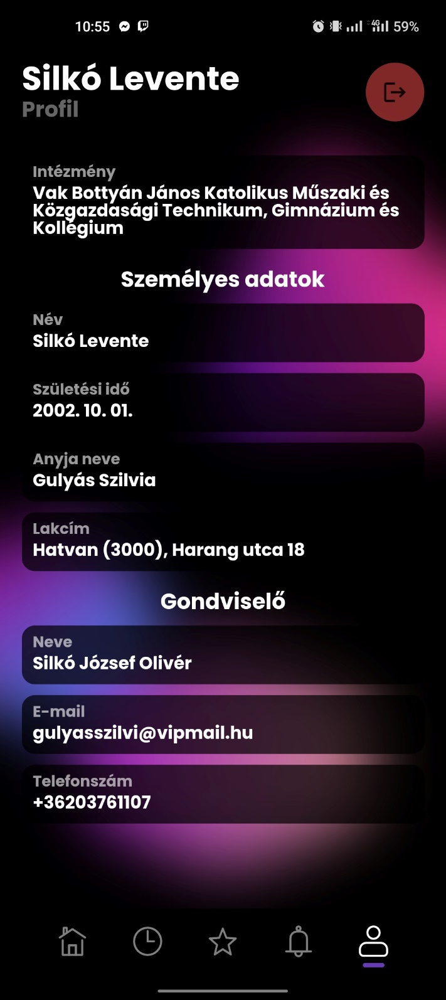 10:55 4G 59%
Silkó Levente
Profil
Intézmény
Vak Bottyán János Katolikus Műszaki és
Közgazdasági Technikum, Gimnázium és
Kollégium
Személyes adatok
Név
Silkó Levente
Születési idő
2002. 10. 01.
Anyja neve
Gulyás Szilvia
Lakcím
Hatvan (3000), Harang utca 18
Gondviselő
Neve
Silkó József Olivér
E-mail
gulyasszilvi@vipmail.hu
Telefonszám
+36203761107